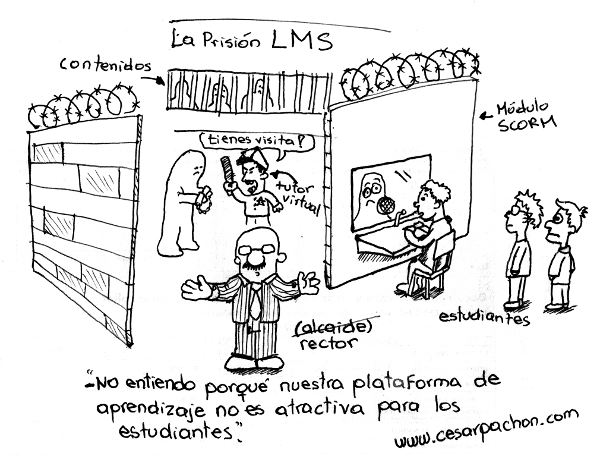 La Prisión LMS
contenidos
¿tienes visita?
tutor
virtual
Módulo
SCORM
estudiantes
(alcaide)
rector
"-No entiendo porqué nuestra plataforma de
aprendizaje no es atractiva para los
estudiantes".
www.cesarpachon.com